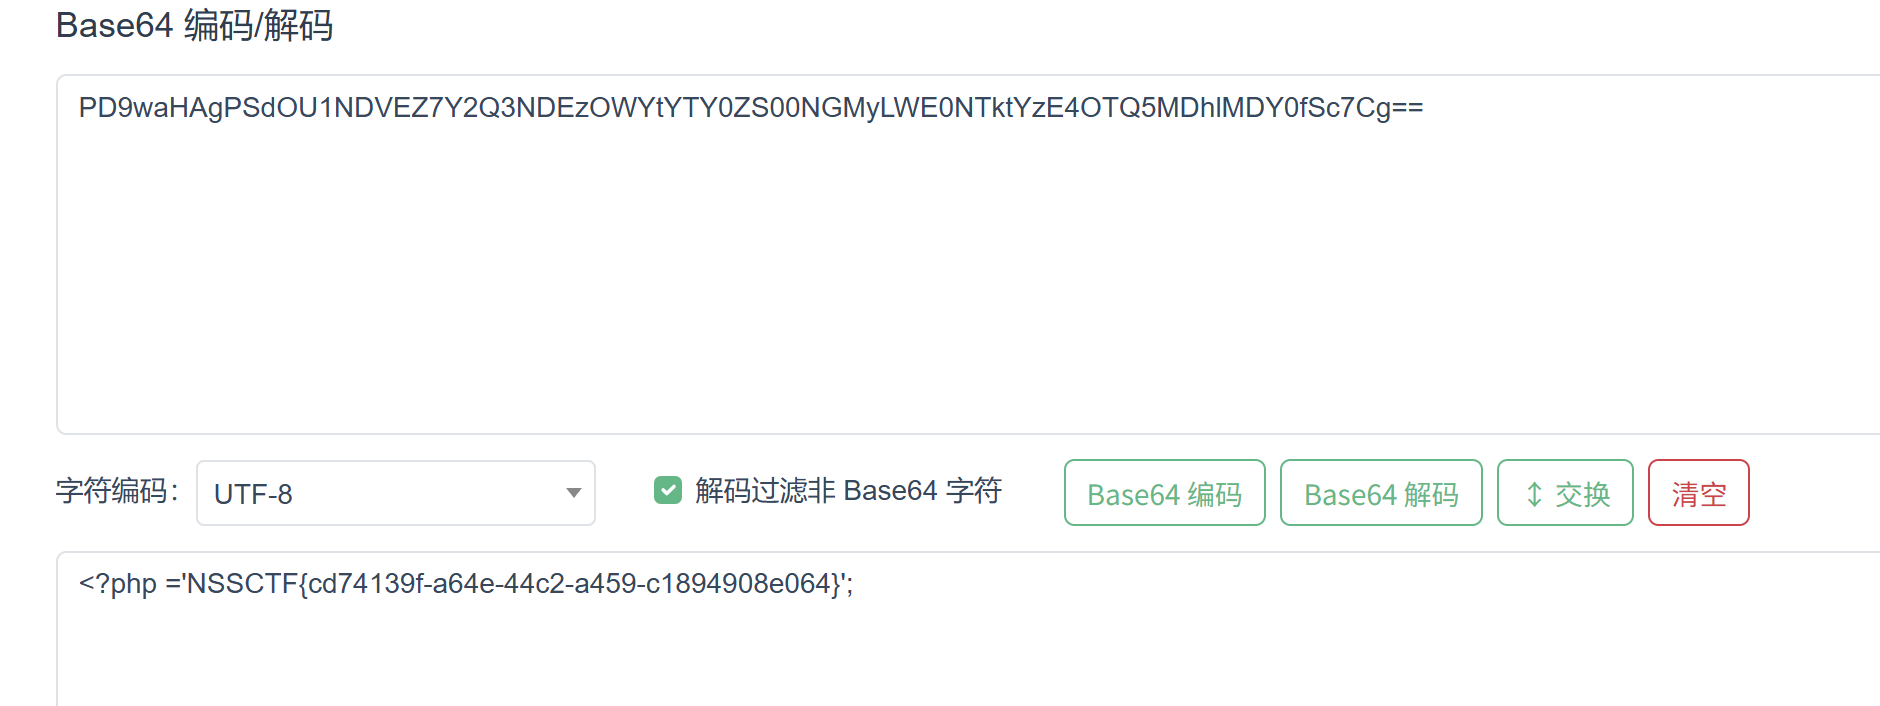 Base64 编码/解码
PD9waHAgPSdOU1NDVEZ7Y2Q3NDEzOWYtYTY0ZS00NGMyLWE0NTktYzE4OTQ5MDhlMDY0fSc7Cg==
字符编码： UTF-8 解码过滤非 Base64 字符 Base64 编码 Base64 解码 ↕ 交换 清空
<?php ='NSSCTF{cd74139f-a64e-44c2-a459-c1894908e064}';